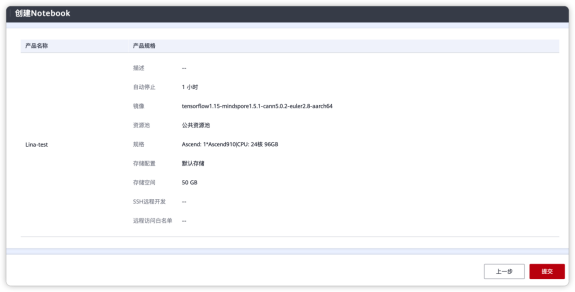 创建Notebook
产品名称 产品规格
描述 --
自动停止 1 小时
镜像 tensorflow1.15-mindspore1.5.1-cann5.0.2-euler2.8-aarch64
资源池 公共资源池
Lina-test 规格 Ascend: 1*Ascend910|CPU: 24核 96GB
存储配置 默认存储
存储空间 50 GB
SSH远程开发 --
远程访问白名单 --
上一步 提交